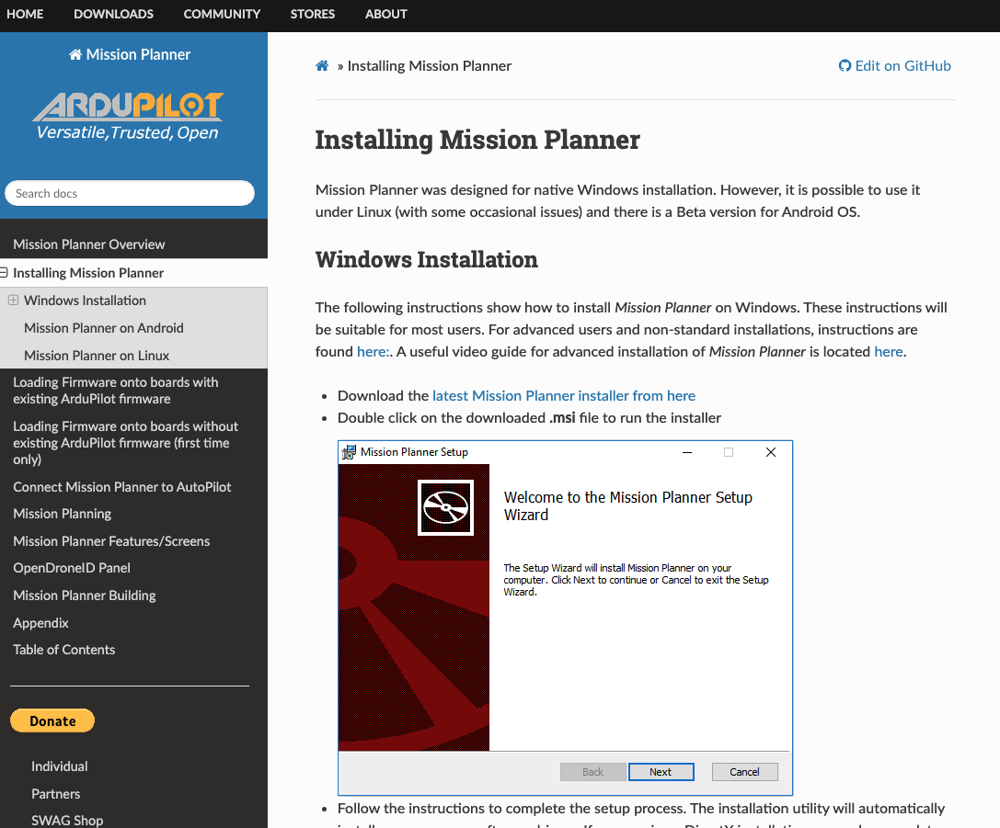 HOME DOWNLOADS COMMUNITY STORES ABOUT
Mission Planner
ARDUPILOT
Versatile,Trusted, Open
Search docs
Mission Planner Overview
Installing Mission Planner
Windows Installation
Mission Planner on Android
Mission Planner on Linux
Loading Firmware onto boards with
existing ArduPilot firmware
Loading Firmware onto boards without
existing ArduPilot firmware (first time
only)
Connect Mission Planner to AutoPilot
Mission Planning
Mission Planner Features/Screens
OpenDroneID Panel
Mission Planner Building
Appendix
Table of Contents
Donate
Individual
Partners
SWAG Shop
» Installing Mission Planner
Edit on GitHub
Installing Mission Planner
Mission Planner was designed for native Windows installation. However, it is possible to use it
under Linux (with some occasional issues) and there is a Beta version for Android OS.
Windows Installation
The following instructions show how to install Mission Planner on Windows. These instructions will
be suitable for most users. For advanced users and non-standard installations, instructions are
found here:. A useful video guide for advanced installation of Mission Planner is located here.
• Download the latest Mission Planner installer from here
• Double click on the downloaded .msi file to run the installer
Mission Planner Setup
Welcome to the Mission Planner Setup
Wizard
The Setup Wizard will install Mission Planner on your
computer. Click Next to continue or Cancel to exit the Setup
Wizard.
Back Next Cancel
• Follow the instructions to complete the setup process. The installation utility will automatically